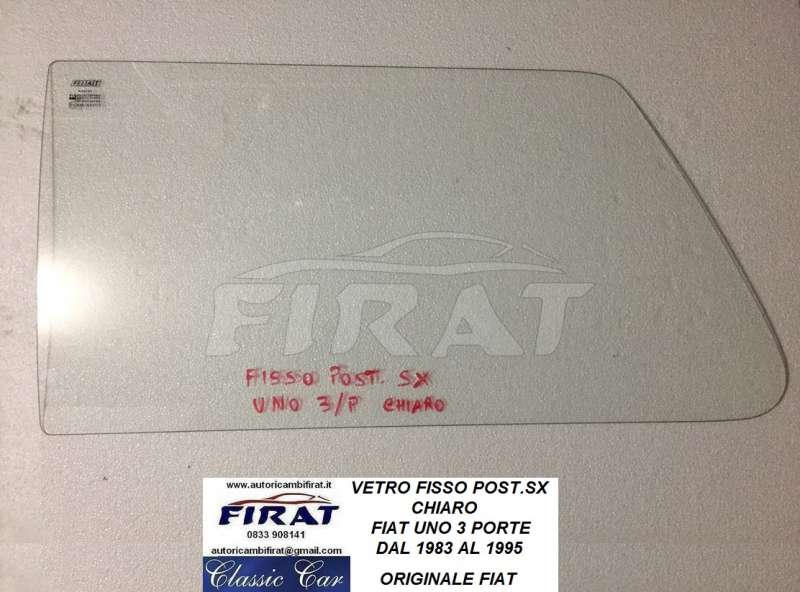 FIRAT
FISSO POST. SX
UNO 3/P CHIARO
www.autoricambifirat.it
FIRAT
0833 908141
autoricambifirat@gmail.com
Classic Car
VETRO FISSO POST.SX
CHIARO
FIAT UNO 3 PORTE
DAL 1983 AL 1995
ORIGINALE FIAT